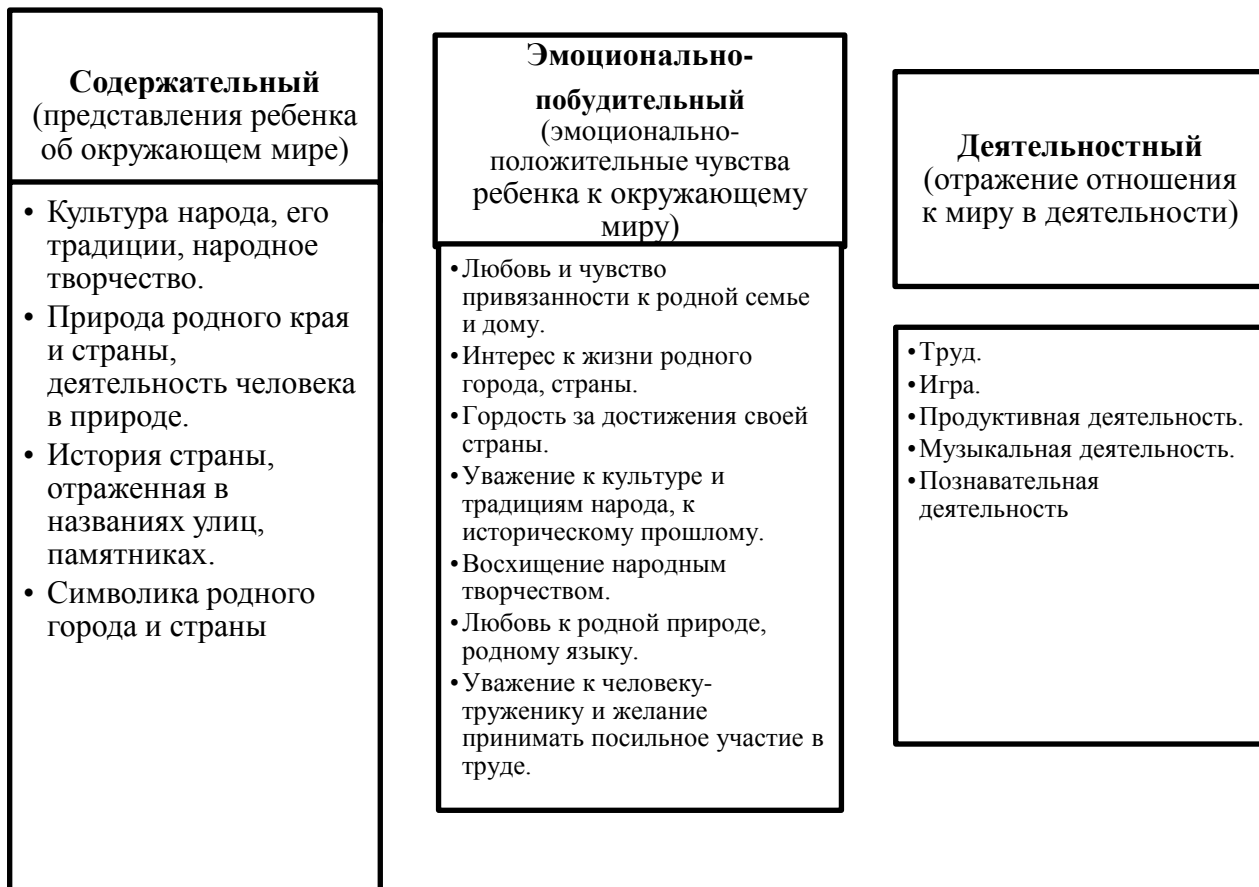 Содержательный
(представления ребенка
об окружающем мире)
• Культура народа, его
традиции, народное
творчество.
• Природа родного края
и страны,
деятельность человека
в природе.
• История страны,
отраженная в
названиях улиц,
памятниках.
• Символика родного
города и страны
Эмоционально-
побудительный
(эмоционально-
положительные чувства
ребенка к окружающему
миру)
•Любовь и чувство
привязанности к родной семье
и дому.
•Интерес к жизни родного
города, страны.
•Гордость за достижения своей
страны.
•Уважение к культуре и
традициям народа, к
историческому прошлому.
•Восхищение народным
творчеством.
•Любовь к родной природе,
родному языку.
•Уважение к человеку-
труженику и желание
принимать посильное участие в
труде.
Деятельностный
(отражение отношения
к миру в деятельности)
•Труд.
•Игра.
•Продуктивная деятельность.
•Музыкальная деятельность.
•Познавательная
деятельность